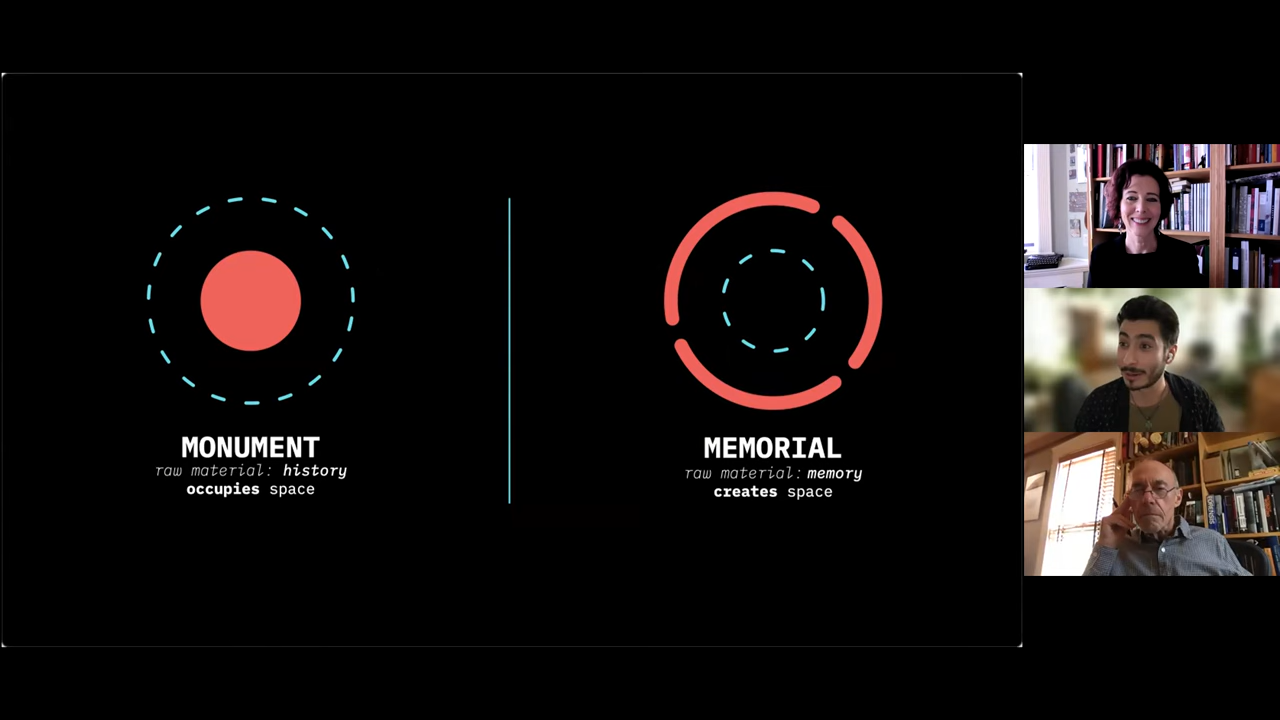 MONUMENT
raw material: history
occupies space
MEMORIAL
raw material: memory
creates space